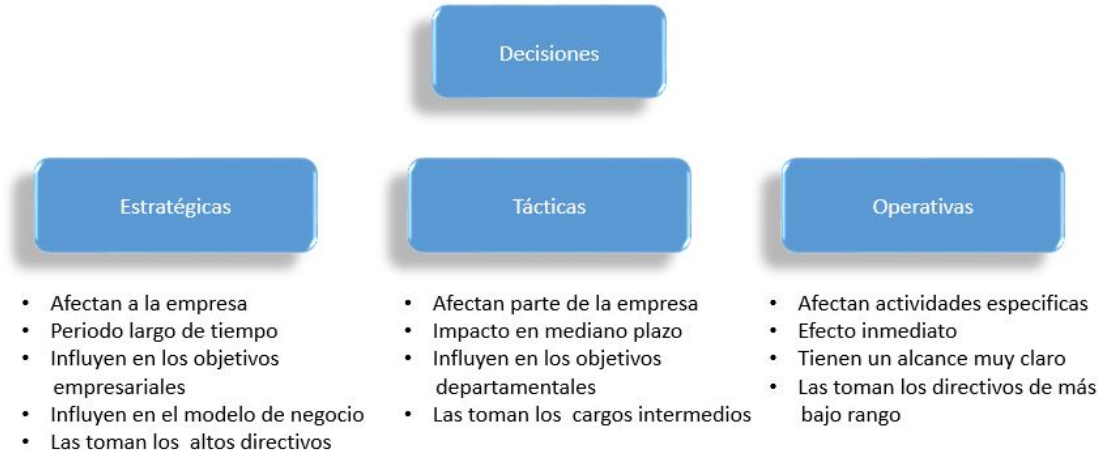 Decisiones
Estratégicas
Tácticas
Operativas
• Afectan a la empresa
• Periodo largo de tiempo
• Influyen en los objetivos
empresariales
• Influyen en el modelo de negocio
• Las toman los altos directivos
• Afectan parte de la empresa
• Impacto en mediano plazo
• Influyen en los objetivos
departamentales
• Las toman los cargos intermedios
• Afectan actividades especificas
• Efecto inmediato
• Tienen un alcance muy claro
• Las toman los directivos de más
bajo rango